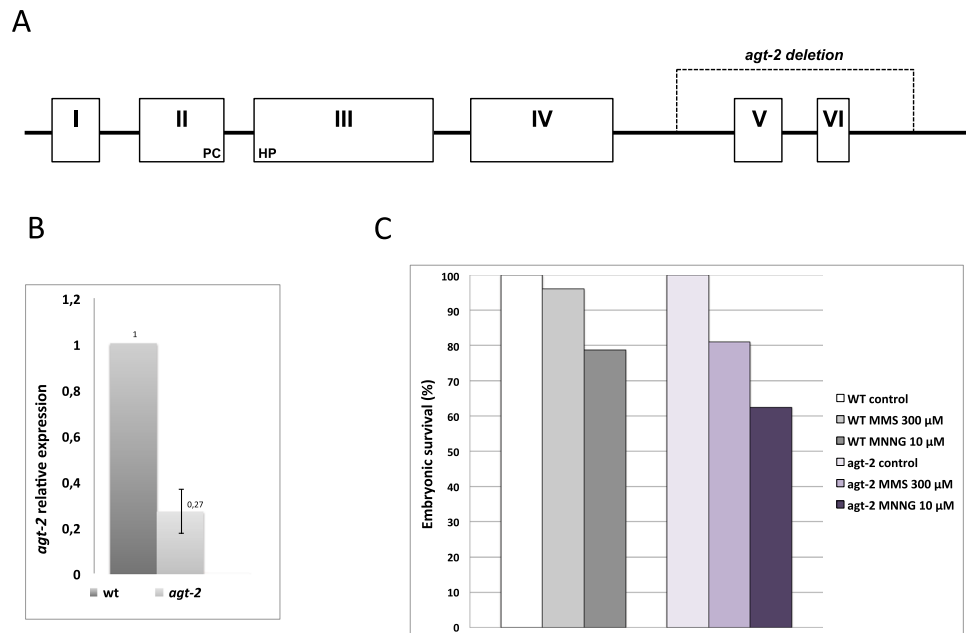 A
agt-2 deletion
I II III IV V VI
PC HP
B
agt-2 relative expression
1,2
1
0,8
0,6
0,4
0,2
0
1
0,27
wt agt-2
C
Embryonic survival (%)
100
90
80
70
60
50
40
30
20
10
0
WT control
WT MMS 300 µM
WT MNNG 10 µM
agt-2 control
agt-2 MMS 300 µM
agt-2 MNNG 10 µM